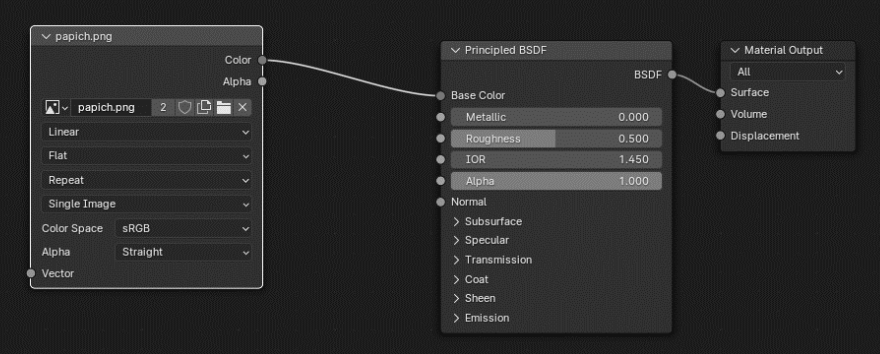 papich.png
Color
Alpha
papich.png 2
Linear
Flat
Repeat
Single Image
Color Space sRGB
Alpha Straight
Vector
Principled BSDF
BSDF
Base Color
Metallic 0.000
Roughness 0.500
IOR 1.450
Alpha 1.000
Normal
Subsurface
Specular
Transmission
Coat
Sheen
Emission
Material Output
All
Surface
Volume
Displacement